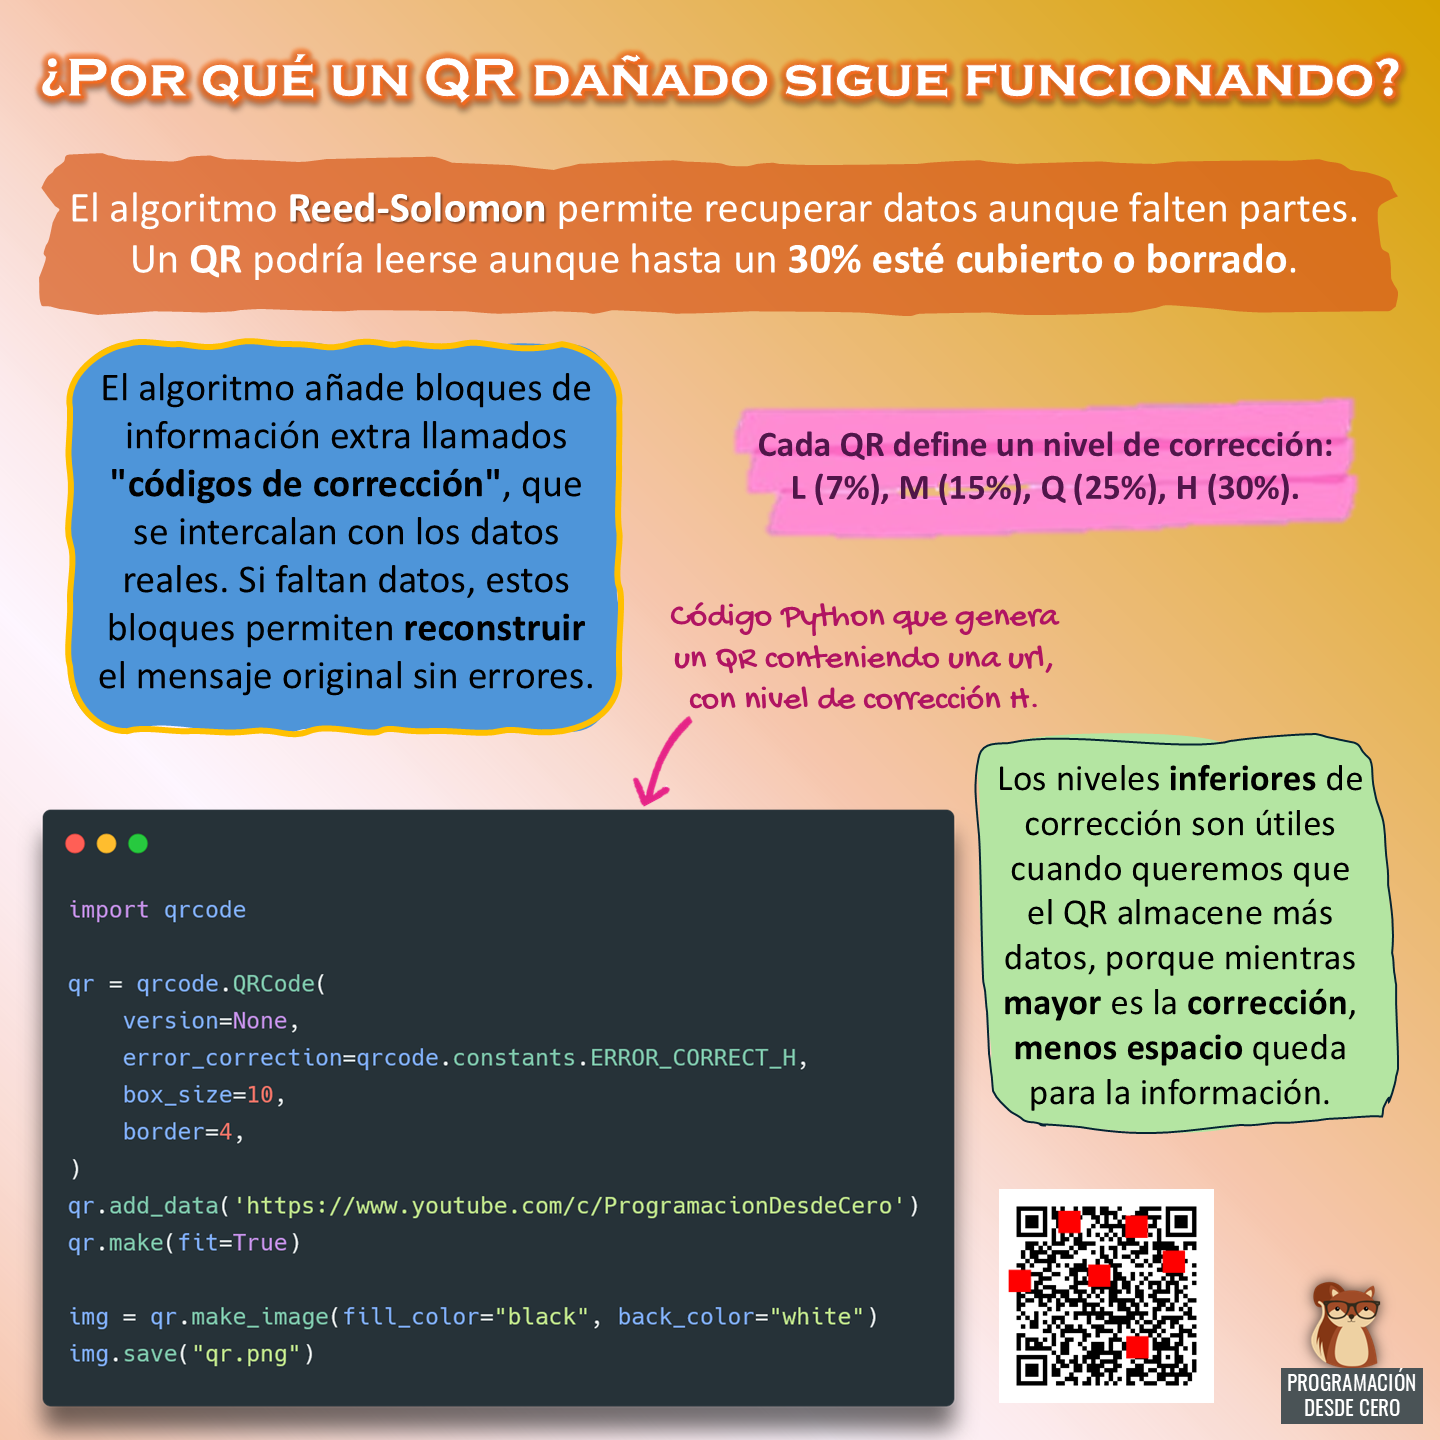 ¿POR QUÉ UN QR DAÑADO SIGUE FUNCIONANDO?
El algoritmo Reed-Solomon permite recuperar datos aunque falten partes.
Un QR podría leerse aunque hasta un 30% esté cubierto o borrado.
El algoritmo añade bloques de
información extra llamados
"códigos de corrección", que
se intercalan con los datos
reales. Si faltan datos, estos
bloques permiten reconstruir
el mensaje original sin errores.
Cada QR define un nivel de corrección:
L (7%), M (15%), Q (25%), H (30%).
Código Python que genera
un QR conteniendo una url,
con nivel de corrección H.
import qrcode
qr = qrcode.QRCode(
    version=None,
    error_correction=qrcode.constants.ERROR_CORRECT_H,
    box_size=10,
    border=4,
)
qr.add_data('https://www.youtube.com/c/ProgramacionDesdeCero')
qr.make(fit=True)
img = qr.make_image(fill_color="black", back_color="white")
img.save("qr.png")
Los niveles inferiores de
corrección son útiles
cuando queremos que
el QR almacene más
datos, porque mientras
mayor es la corrección,
menos espacio queda
para la información.
PROGRAMACIÓN
DESDE CERO